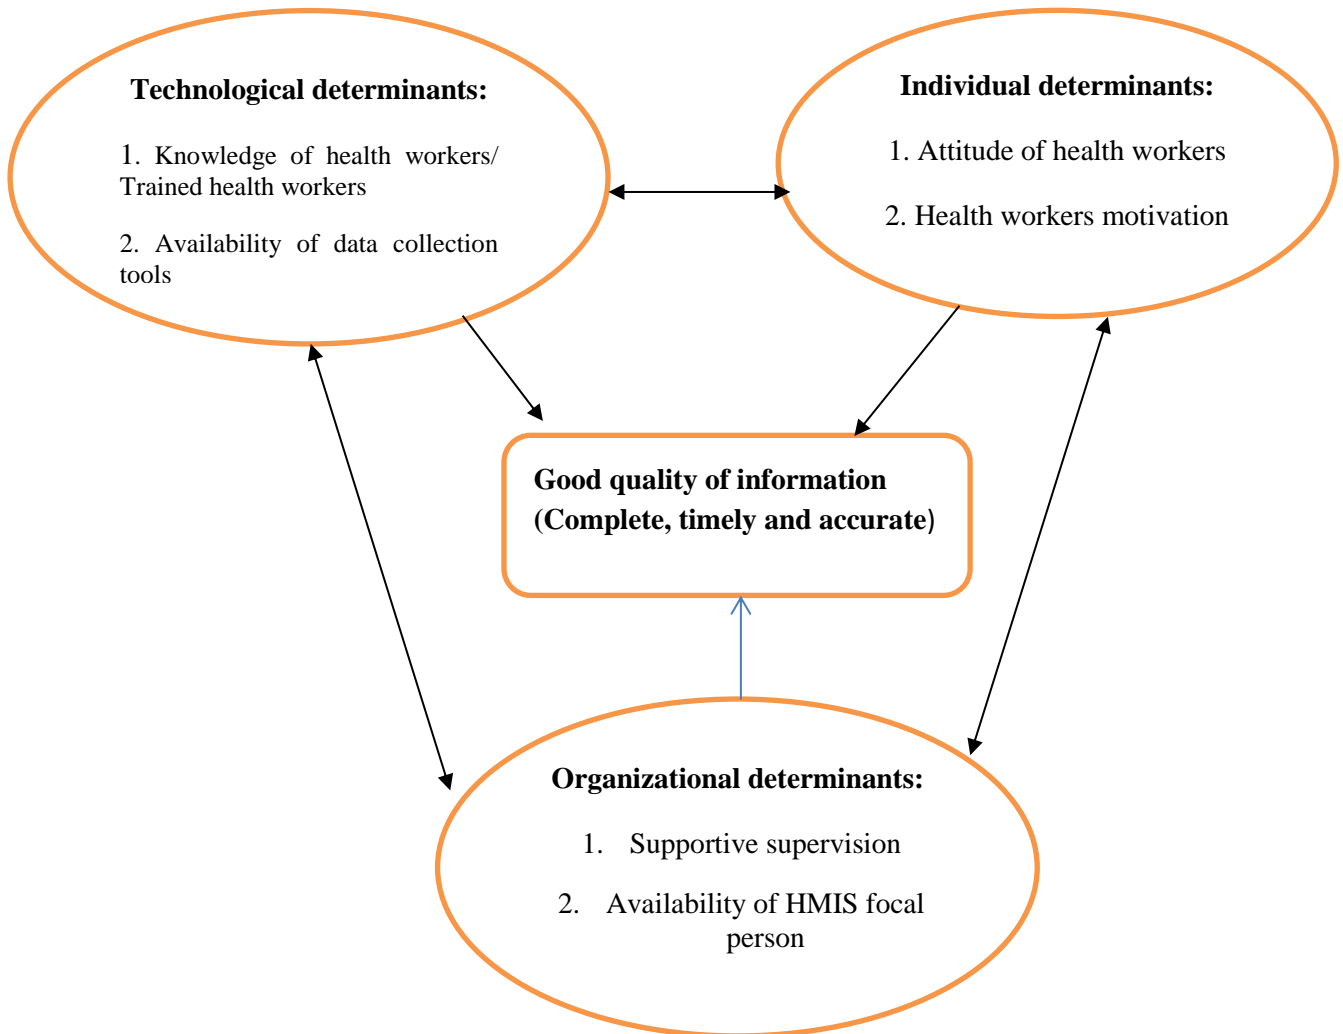 Technological determinants:
1. Knowledge of health workers/
Trained health workers
2. Availability of data collection
tools
Individual determinants:
1. Attitude of health workers
2. Health workers motivation
Good quality of information
(Complete, timely and accurate)
Organizational determinants:
1. Supportive supervision
2. Availability of HMIS focal
person